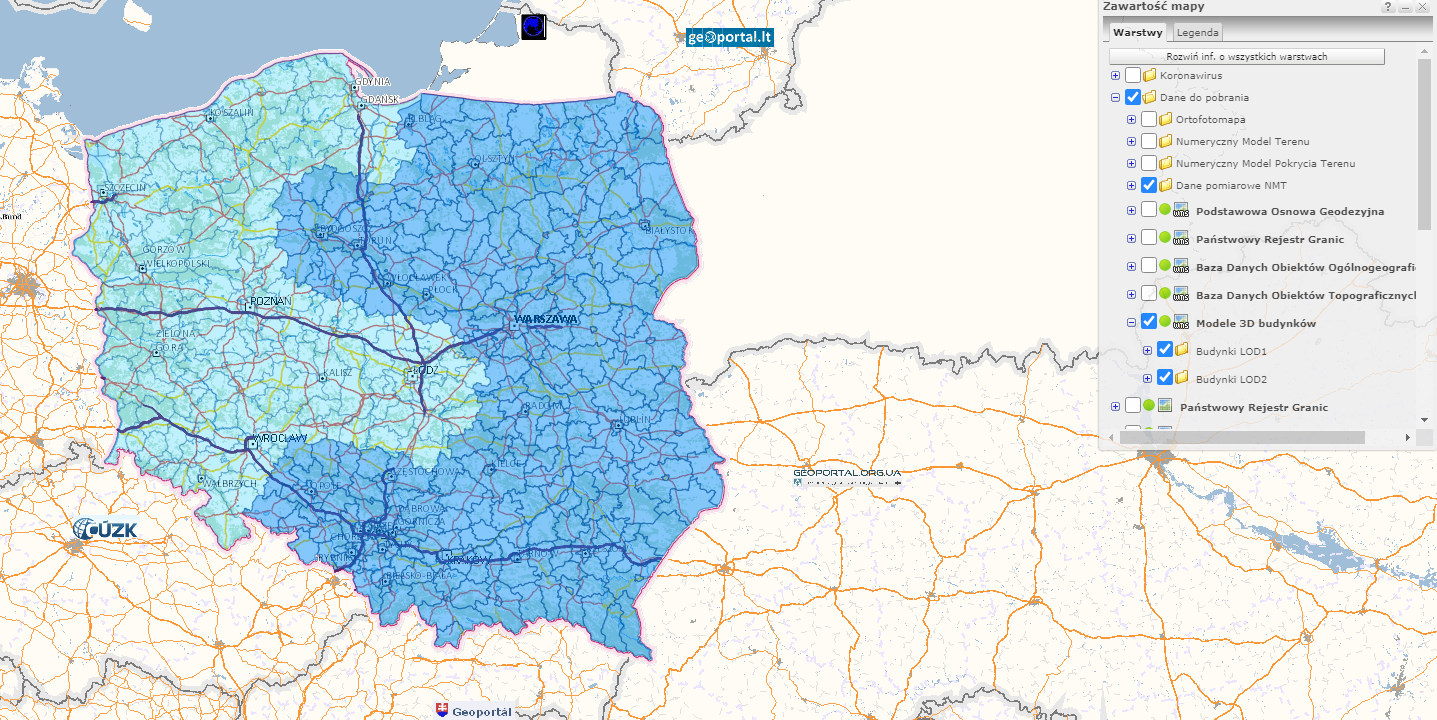 Zawartość mapy
Warstwy
Legenda
Rozwiń inf. o wszystkich warstwach
Koronawirus
Dane do pobrania
Ortofotomapa
Numeryczny Model Terenu
Numeryczny Model Pokrycia Terenu
Dane pomiarowe NMT
Podstawowa Osnowa Geodezyjna
Państwowy Rejestr Granic
Baza Danych Obiektów Ogólnogeografi
Baza Danych Obiektów Topograficznych
Modele 3D budynków
Budynki LOD1
Budynki LOD2
Państwowy Rejestr Granic
geoportal.lt
GDYNIA
GDAŃSK
KOSZALIN
ELBLĄG
OLSZTYN
SZCZECIN
BYDGOSZCZ
TORUŃ
BIAŁYSTOK
GORZÓW
WIELKOPOLSKI
WŁOCŁAWEK
PŁOCK
POZNAŃ
WARSZAWA
ZIELONA
GÓRA
KALISZ
ŁÓDŹ
RADOM
LUBLIN
WROCŁAW
WAŁBRZYCH
CZĘSTOCHOWA
KIELCE
OPOLE
DĄBROWA
GÓRNICZA
CHORZ
RYBNIK
KRAKÓW
TARNÓW
BIELSKO-BIAŁA
GEOPORTAL.ORG.UA
ÚZK
Geoportál
Bund